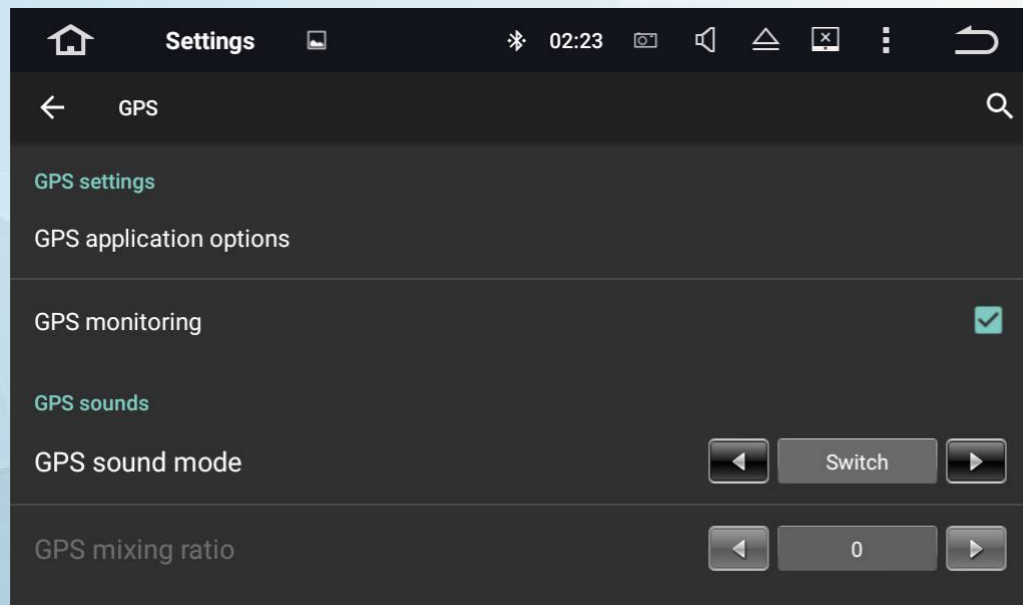 Settings 02:23
GPS
GPS settings
GPS application options
GPS monitoring
GPS sounds
GPS sound mode Switch
GPS mixing ratio 0